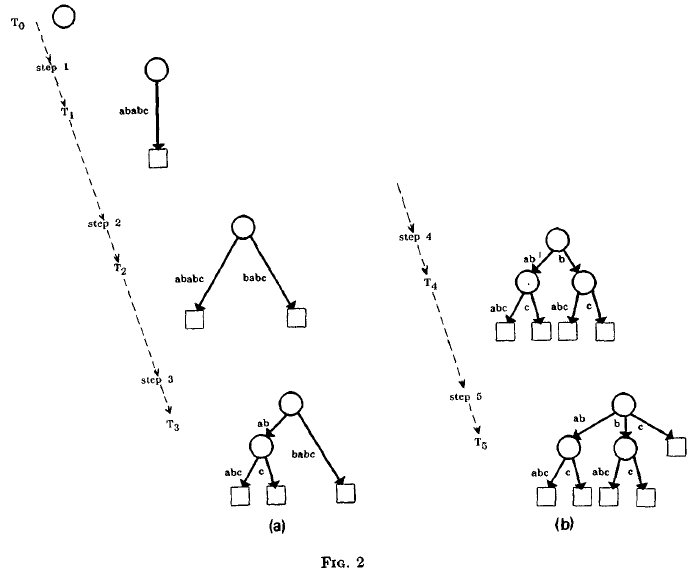 T0
step 1
T1
ababc
step 2
T2
ababc babc
step 3
T3
ab
babc
abc c
(a)
step 4
T4
ab b
abc c abc c
step 5
T5
ab b c
abc c abc c
(b)
FIG. 2